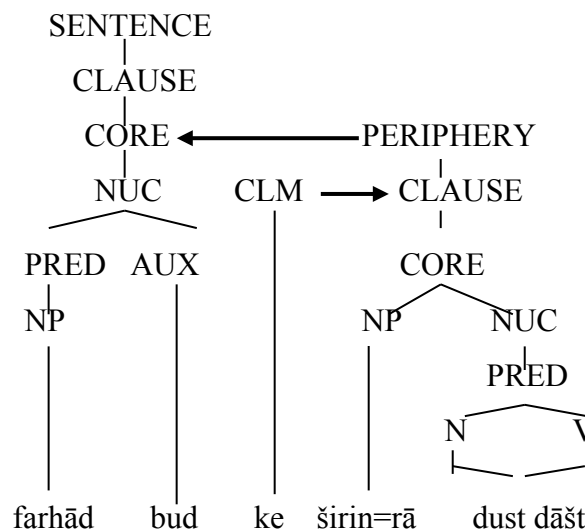 SENTENCE
CLAUSE
CORE PERIPHERY
NUC CLM CLAUSE
PRED AUX CORE
NP NP NUC
PRED
N V
farhād bud ke širin=rā dust dāšt